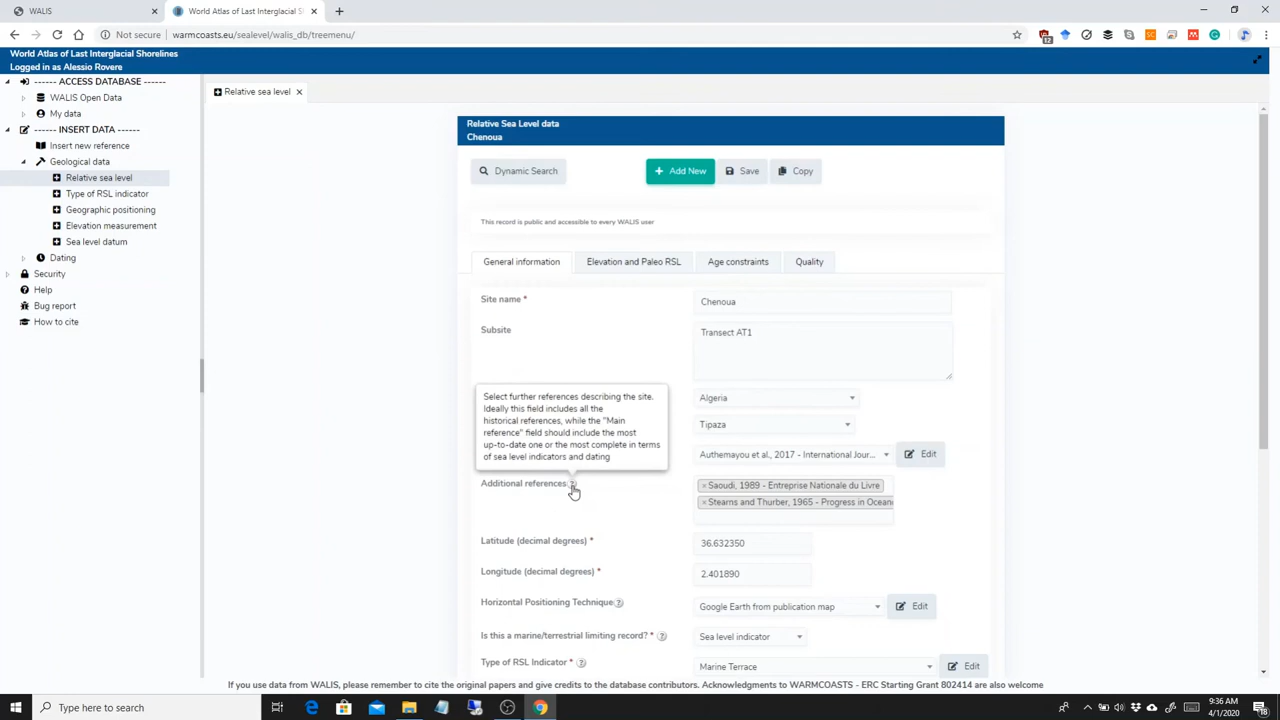 WALIS
World Atlas of Last Interglacial S
Not secure
warmcoasts.eu/sealevel/walis_db/treemenu/
12
World Atlas of Last Interglacial Shorelines
Logged in as Alessio Rovere
------ ACCESS DATABASE ------
WALIS Open Data
My data
------ INSERT DATA ------
Insert new reference
Geological data
Relative sea level
Type of RSL indicator
Geographic positioning
Elevation measurement
Sea level datum
Dating
Security
Help
Bug report
How to cite
Relative sea level
Relative Sea Level data
Chenoua
Dynamic Search
Add New
Save
Copy
This record is public and accessible to every WALIS user
General information
Elevation and Paleo RSL
Age constraints
Quality
Site name *
Chenoua
Subsite
Transect AT1
Select further references describing the site.
Ideally this field includes all the
historical references, while the "Main
reference" field should include the most
up-to-date one or the most complete in terms
of sea level indicators and dating
Algeria
Tipaza
Authemayou et al., 2017 - International Jour...
Edit
Additional references
× Saoudi, 1989 - Entreprise Nationale du Livre
× Stearns and Thurber, 1965 - Progress in Ocean
Latitude (decimal degrees) *
36.632350
Longitude (decimal degrees) *
2.401890
Horizontal Positioning Technique
Google Earth from publication map
Edit
Is this a marine/terrestrial limiting record? *
Sea level indicator
Type of RSL Indicator *
Marine Terrace
Edit
If you use data from WALIS, please remember to cite the original papers and give credits to the database contributors. Acknowledgments to WARMCOASTS - ERC Starting Grant 802414 are also welcome
Type here to search
9:36 AM
4/1/2020
18